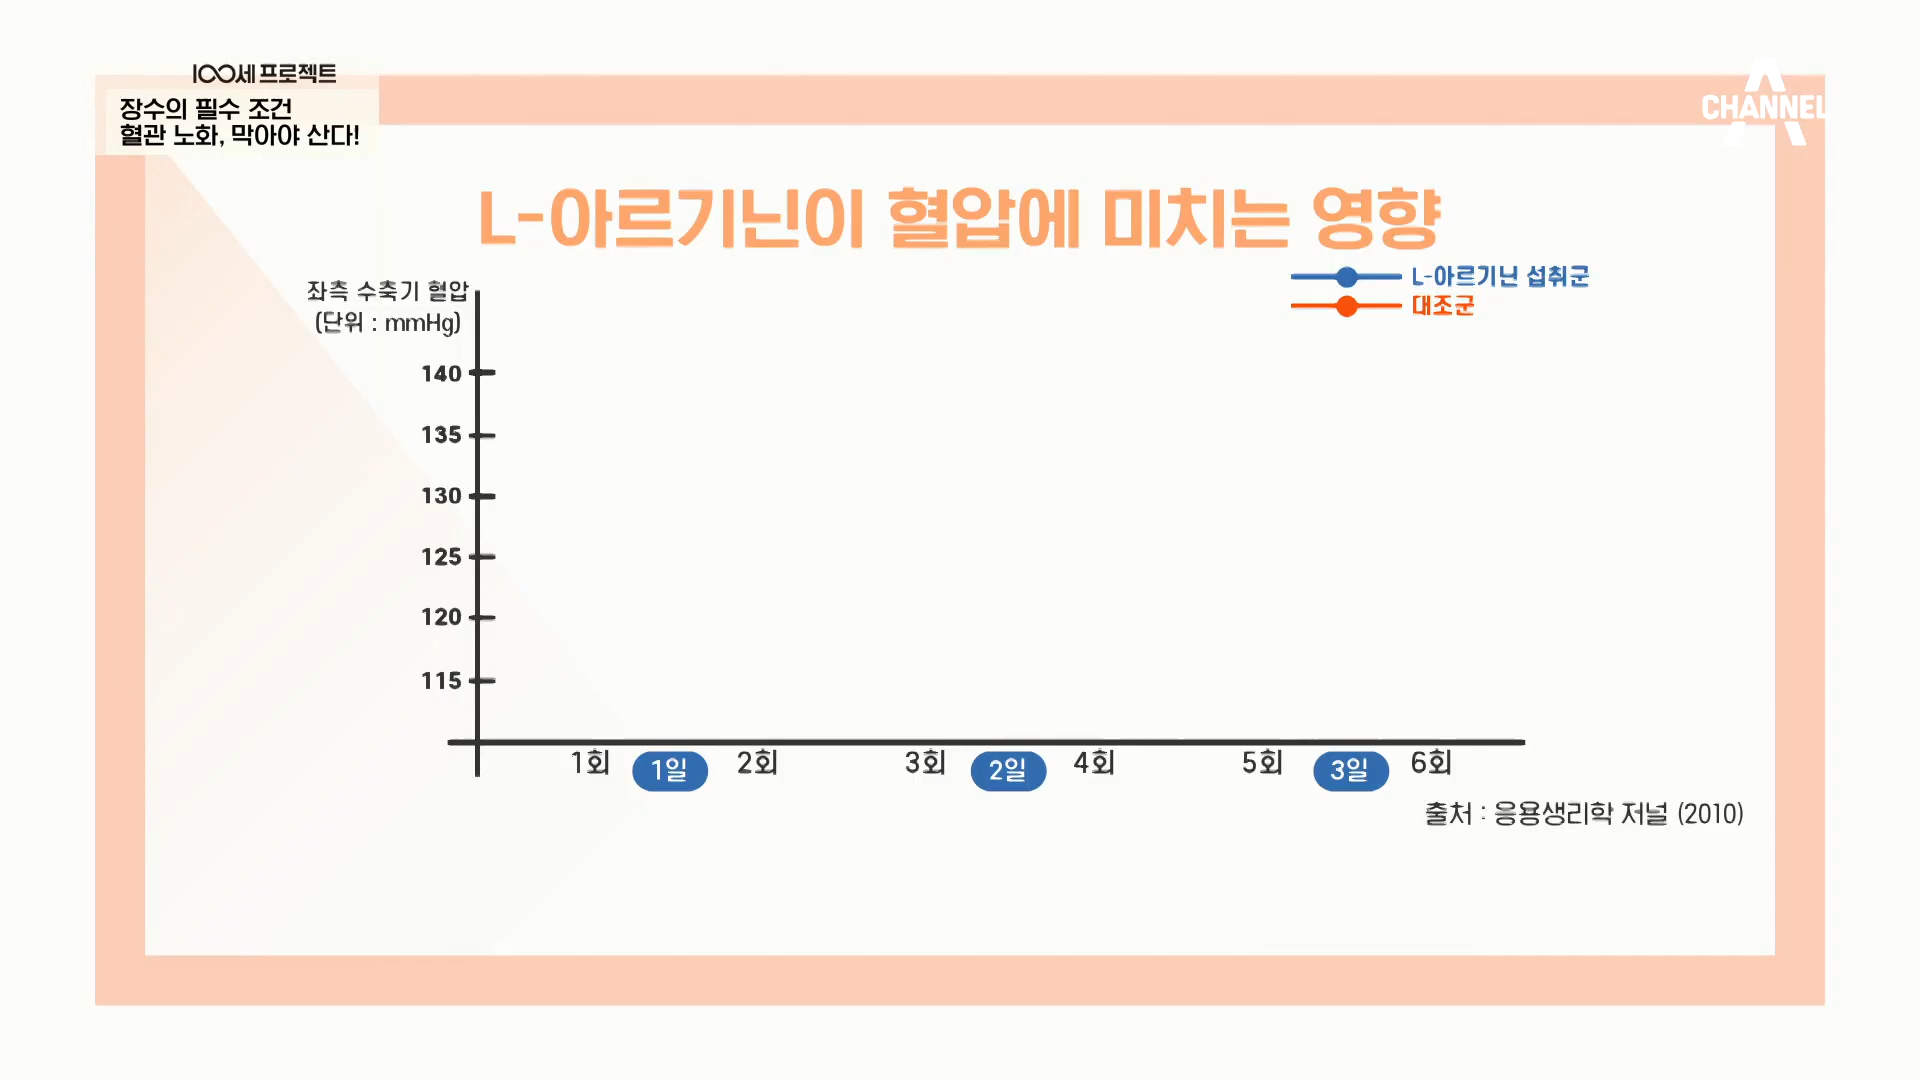 100세 프로젝트
장수의 필수 조건
혈관 노화, 막아야 산다!
CHANNEL A
L-아르기닌이 혈압에 미치는 영향
L-아르기닌 섭취군
대조군
좌측 수축기 혈압
(단위 : mmHg)
140
135
130
125
120
115
1회 1일 2회 3회 2일 4회 5회 3일 6회
출처 : 응용생리학 저널 (2010)